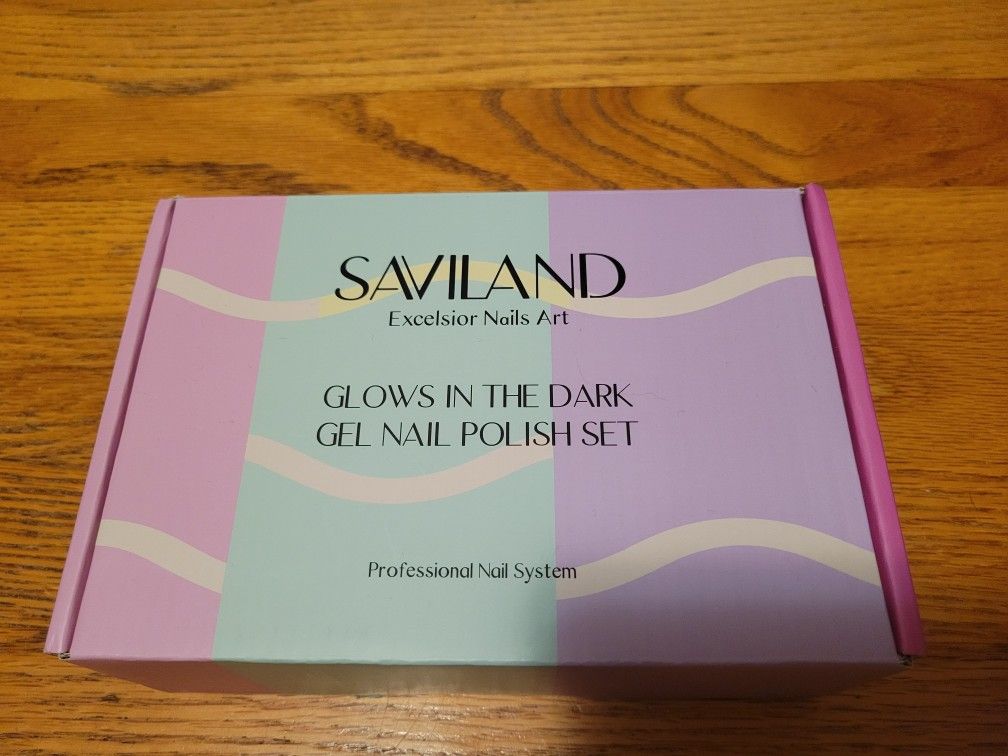 SAVILAND
Excelsior Nails Art
GLOWS IN THE DARK
GEL NAIL POLISH SET
Professional Nail System